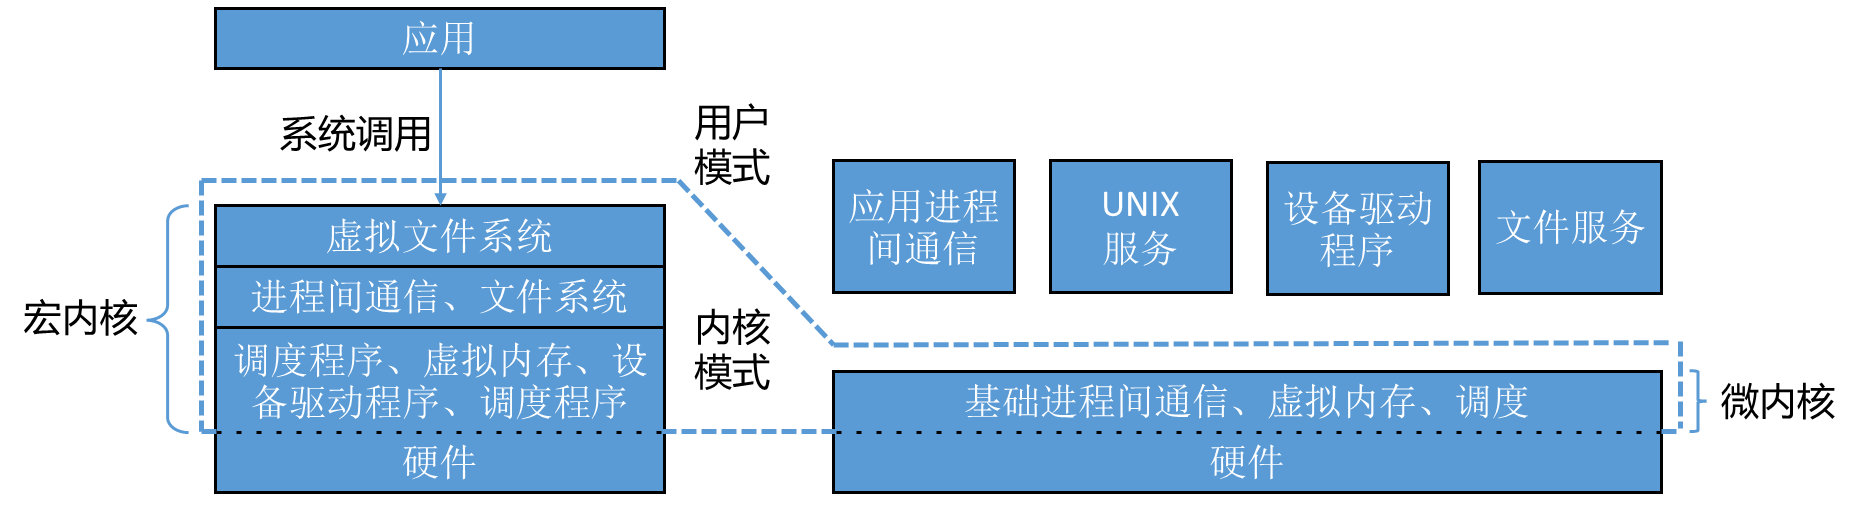 应用
系统调用
用户
模式
虚拟文件系统
进程间通信、文件系统
调度程序、虚拟内存、设
备驱动程序、调度程序
硬件
宏内核
内核
模式
应用进程
间通信
UNIX
服务
设备驱动
程序
文件服务
基础进程间通信、虚拟内存、调度
硬件
微内核